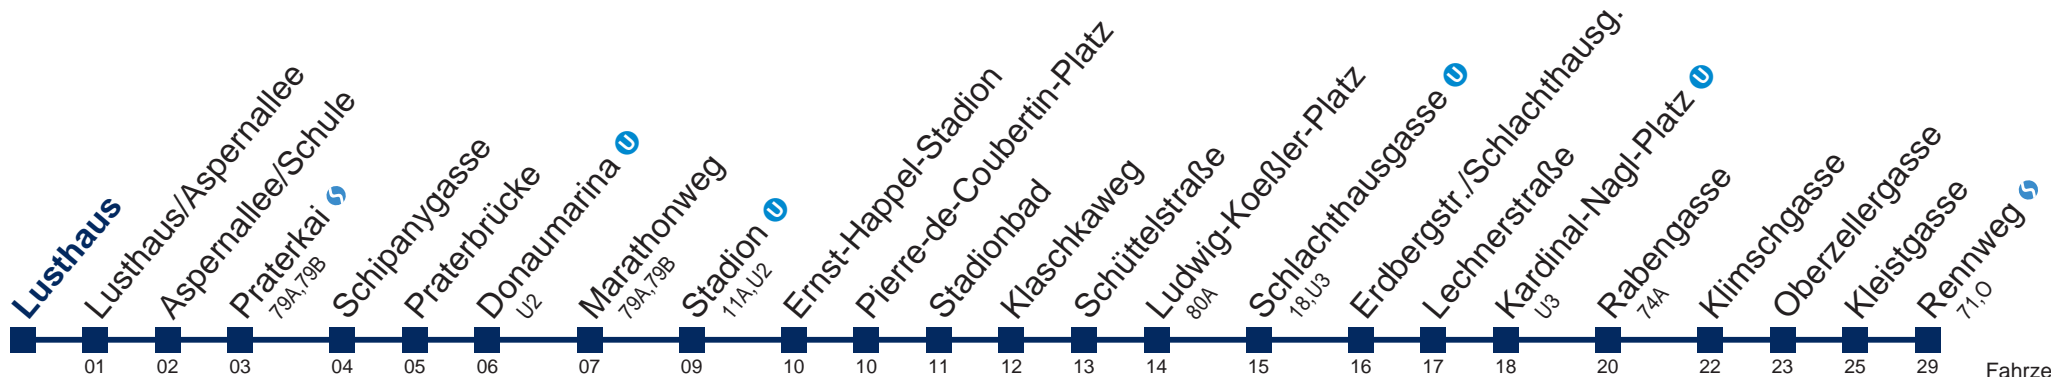 Lusthaus
Lusthaus/Aspernallee
Aspernallee/Schule
Praterkai
79A,79B
Schipanygasse
Praterbrücke
Donaumarina U
U2
Marathonweg
79A,79B
Stadion U
11A,U2
Ernst-Happel-Stadion
Pierre-de-Coubertin-Platz
Stadionbad
Klaschkaweg
Schüttelstraße
Ludwig-Koeßler-Platz
80A
Schlachthausgasse U
18,U3
Erdbergstr./Schlachthausg.
Lechnerstraße
Kardinal-Nagl-Platz U
U3
Rabengasse
74A
Klimschgasse
Oberzellergasse
Kleistgasse
Rennweg
71,O
01 02 03 04 05 06 07 09 10 10 11 12 13 14 15 16 17 18 20 22 23 25 29 Fahrze